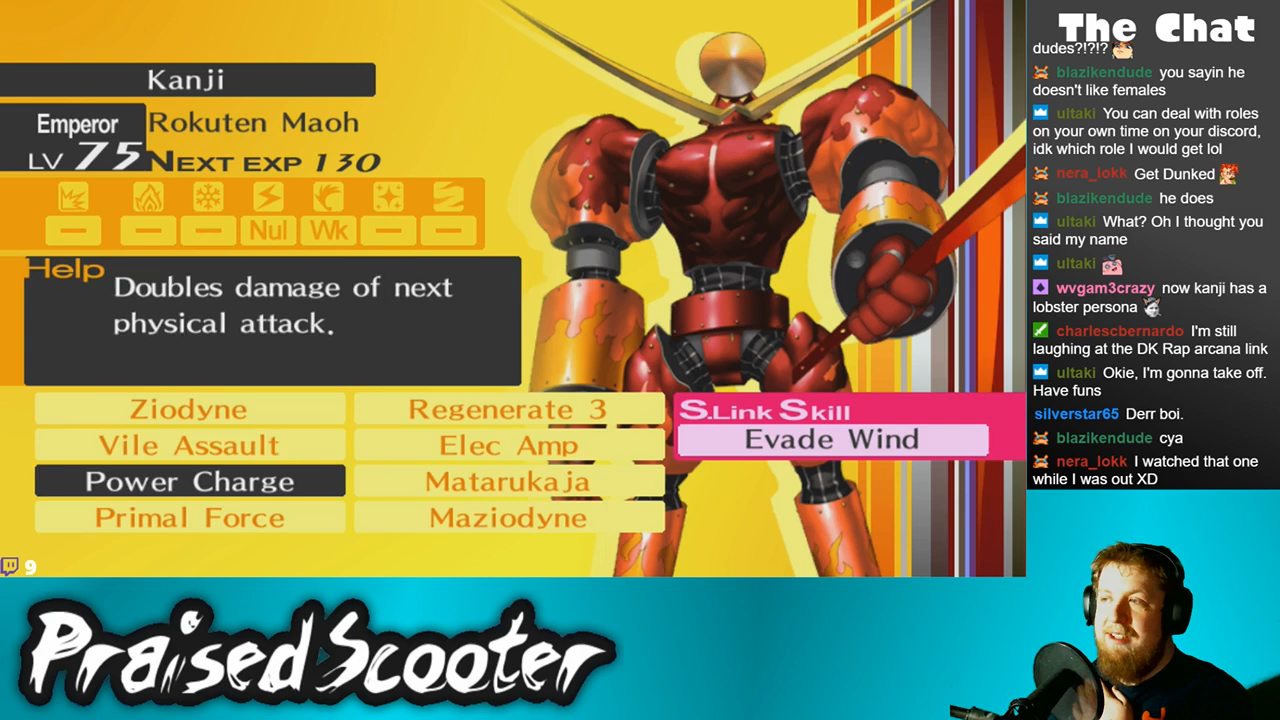 Kanji
Emperor
Rokuten Maoh
LV 75
NEXT EXP 130
Nul
Wk
Help
Doubles damage of next
physical attack.
Ziodyne
Regenerate 3
Vile Assault
Elec Amp
Power Charge
Matarukaja
Primal Force
Maziodyne
S.Link Skill
Evade Wind
9
PraisedScooter
The Chat
dudes?!?!?
blazikendude you sayin he
doesn't like females
ultaki You can deal with roles
on your own time on your discord,
idk which role I would get lol
nera_lokk Get Dunked
blazikendude he does
ultaki What? Oh I thought you
said my name
ultaki
wvgam3crazy now kanji has a
lobster persona
charlescbernardo I'm still
laughing at the DK Rap arcana link
ultaki Okie, I'm gonna take off.
Have funs
silverstar65 Derr boi.
blazikendude cya
nera_lokk I watched that one
while I was out XD